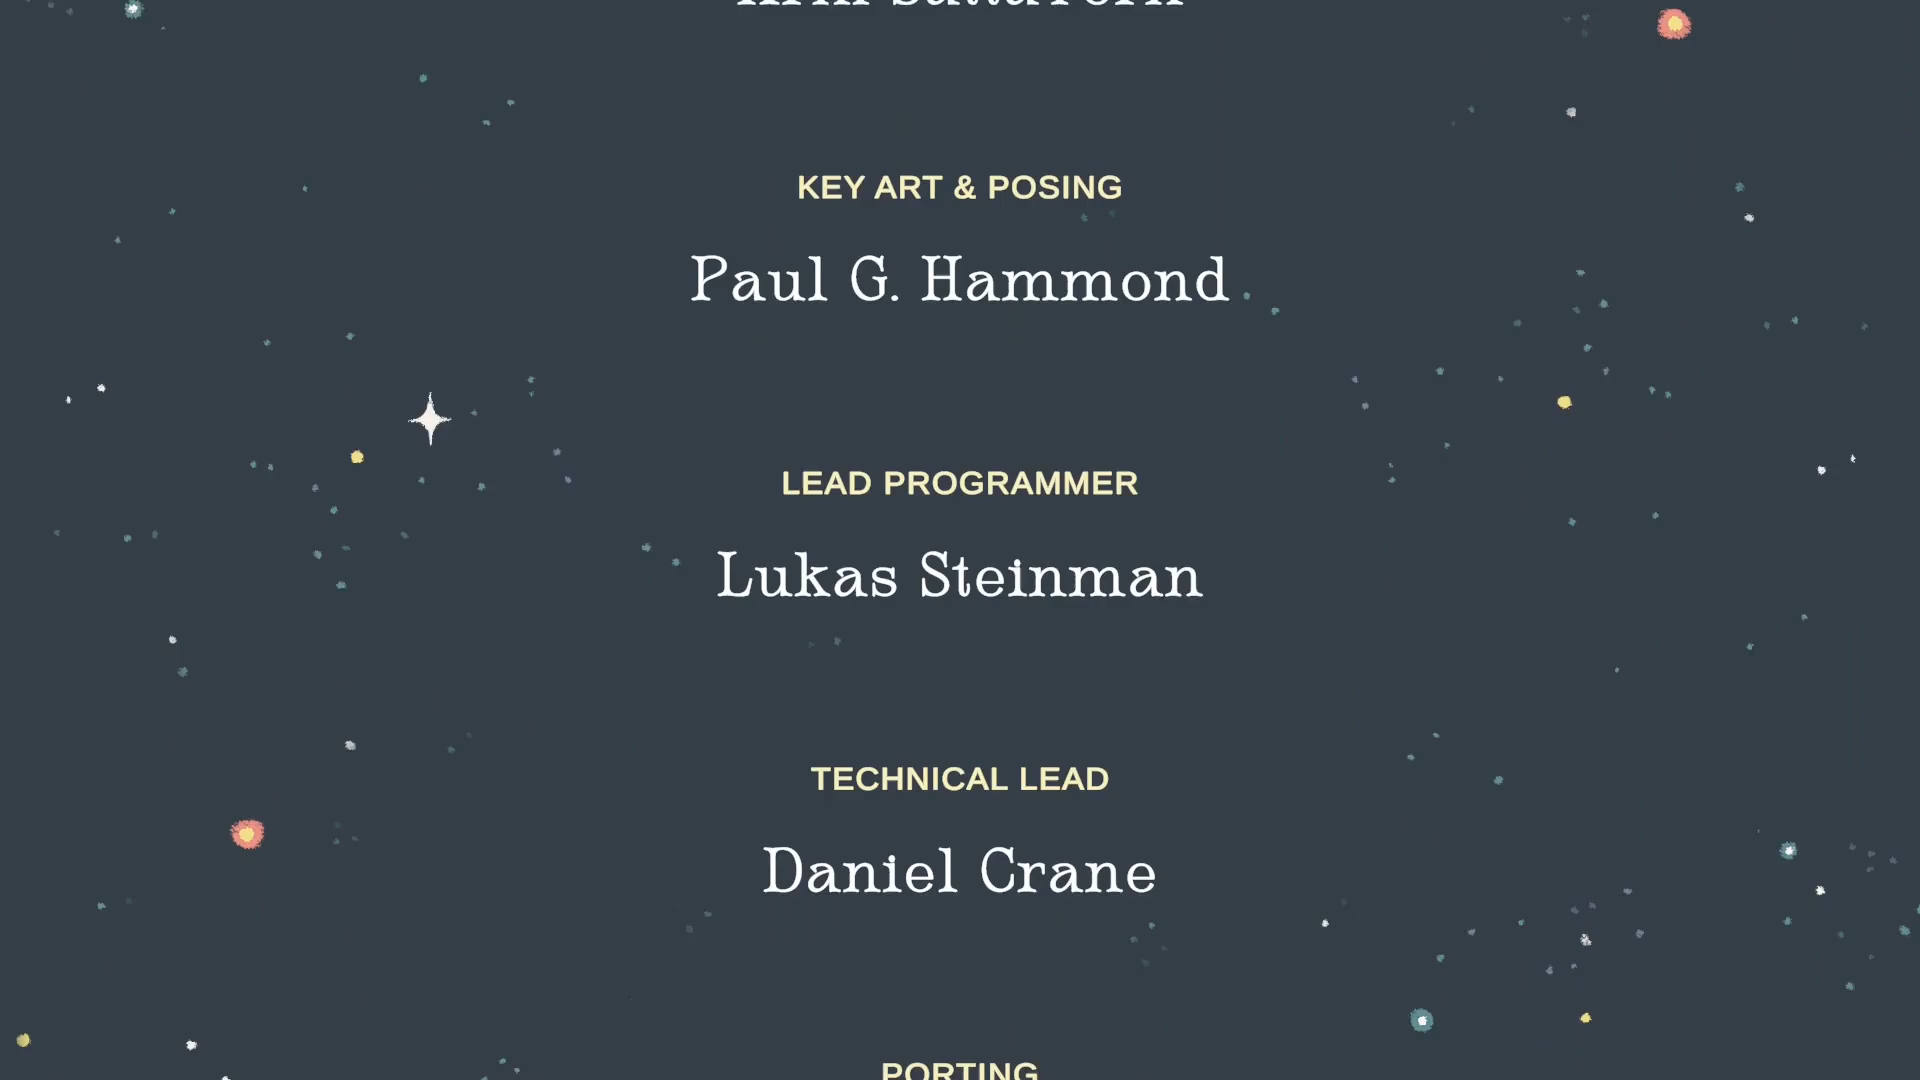 KEY ART & POSING
Paul G. Hammond
LEAD PROGRAMMER
Lukas Steinman
TECHNICAL LEAD
Daniel Crane
PORTING